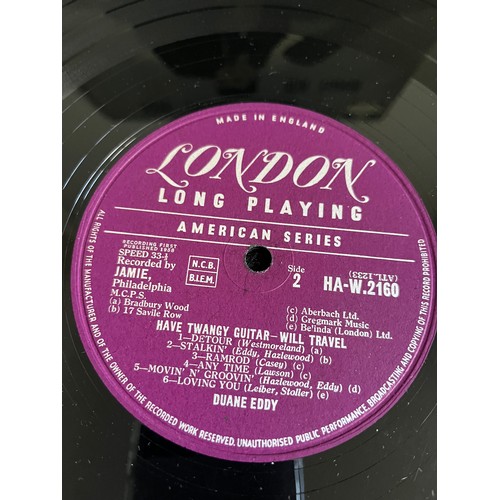 MADE IN ENGLAND
LONDON
LONG PLAYING
AMERICAN SERIES
RECORDING FIRST
PUBLISHED 1958
SPEED 33⅓
Recorded by
JAMIE,
Philadelphia
M.C.P.S.
(a) Bradbury Wood
(b) 17 Savile Row
N.C.B.
B.I.E.M.
Side
2
(ATL.1233)
HA-W.2160
(c) Aberbach Ltd.
(d) Gregmark Music
(e) Belinda (London) Ltd.
HAVE TWANGY GUITAR—WILL TRAVEL
1—DETOUR (Westmoreland) (a)
2—STALKIN' (Eddy, Hazlewood) (b)
3—RAMROD (Casey) (c)
4—ANY TIME (Lawson) (c)
5—MOVIN' N' GROOVIN' (Hazlewood, Eddy) (d)
6—LOVING YOU (Leiber, Stoller) (e)
DUANE EDDY
ALL RIGHTS OF THE MANUFACTURER AND OF THE OWNER OF THE RECORDED WORK RESERVED. UNAUTHORISED PUBLIC PERFORMANCE, BROADCASTING AND COPYING OF THIS RECORD PROHIBITED